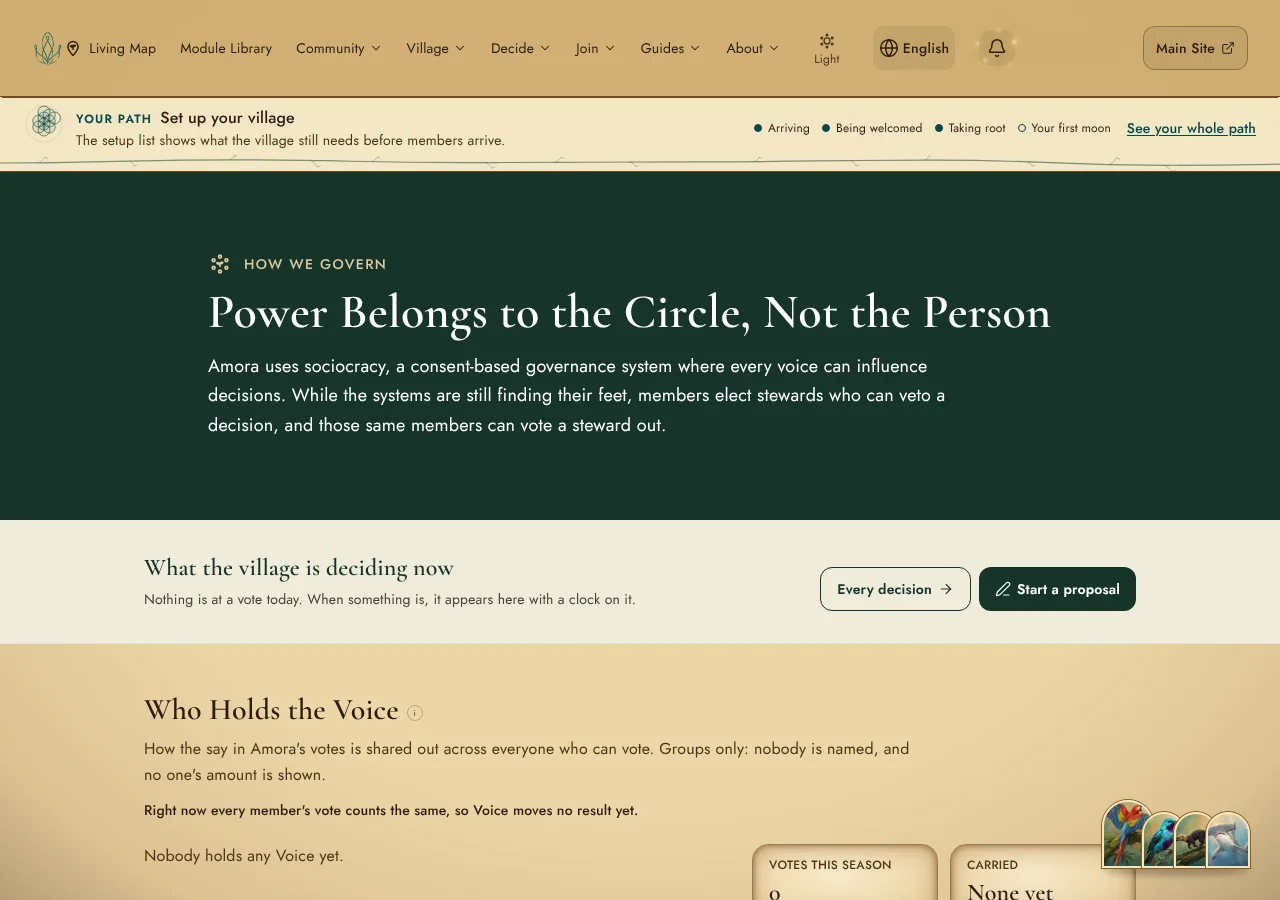 Living Map
Module Library
Community
Village
Decide
Join
Guides
About
Light
English
Main Site
YOUR PATH Set up your village
The setup list shows what the village still needs before members arrive.
Arriving
Being welcomed
Taking root
Your first moon
See your whole path
HOW WE GOVERN
Power Belongs to the Circle, Not the Person
Amora uses sociocracy, a consent-based governance system where every voice can influence
decisions. While the systems are still finding their feet, members elect stewards who can veto a
decision, and those same members can vote a steward out.
What the village is deciding now
Nothing is at a vote today. When something is, it appears here with a clock on it.
Every decision
Start a proposal
Who Holds the Voice
How the say in Amora's votes is shared out across everyone who can vote. Groups only: nobody is named, and
no one's amount is shown.
Right now every member's vote counts the same, so Voice moves no result yet.
Nobody holds any Voice yet.
VOTES THIS SEASON
0
CARRIED
None yet